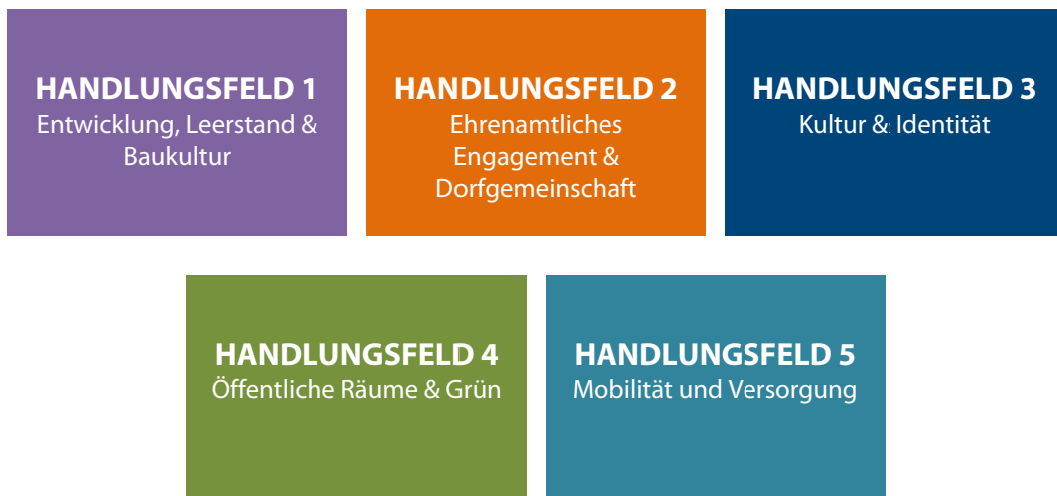 HANDLUNGSFELD 1
Entwicklung, Leerstand &
Baukultur
HANDLUNGSFELD 2
Ehrenamtliches
Engagement &
Dorfgemeinschaft
HANDLUNGSFELD 3
Kultur & Identität
HANDLUNGSFELD 4
Öffentliche Räume & Grün
HANDLUNGSFELD 5
Mobilität und Versorgung